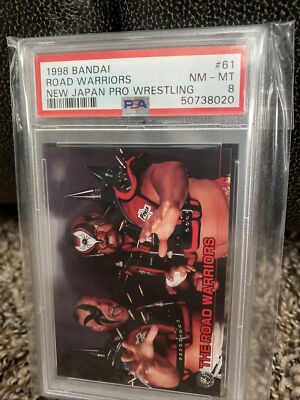 1998 BANDAI #61
ROAD WARRIORS NM - MT
NEW JAPAN PRO WRESTLING 8
PSA 50738020
THE ROAD WARRIORS